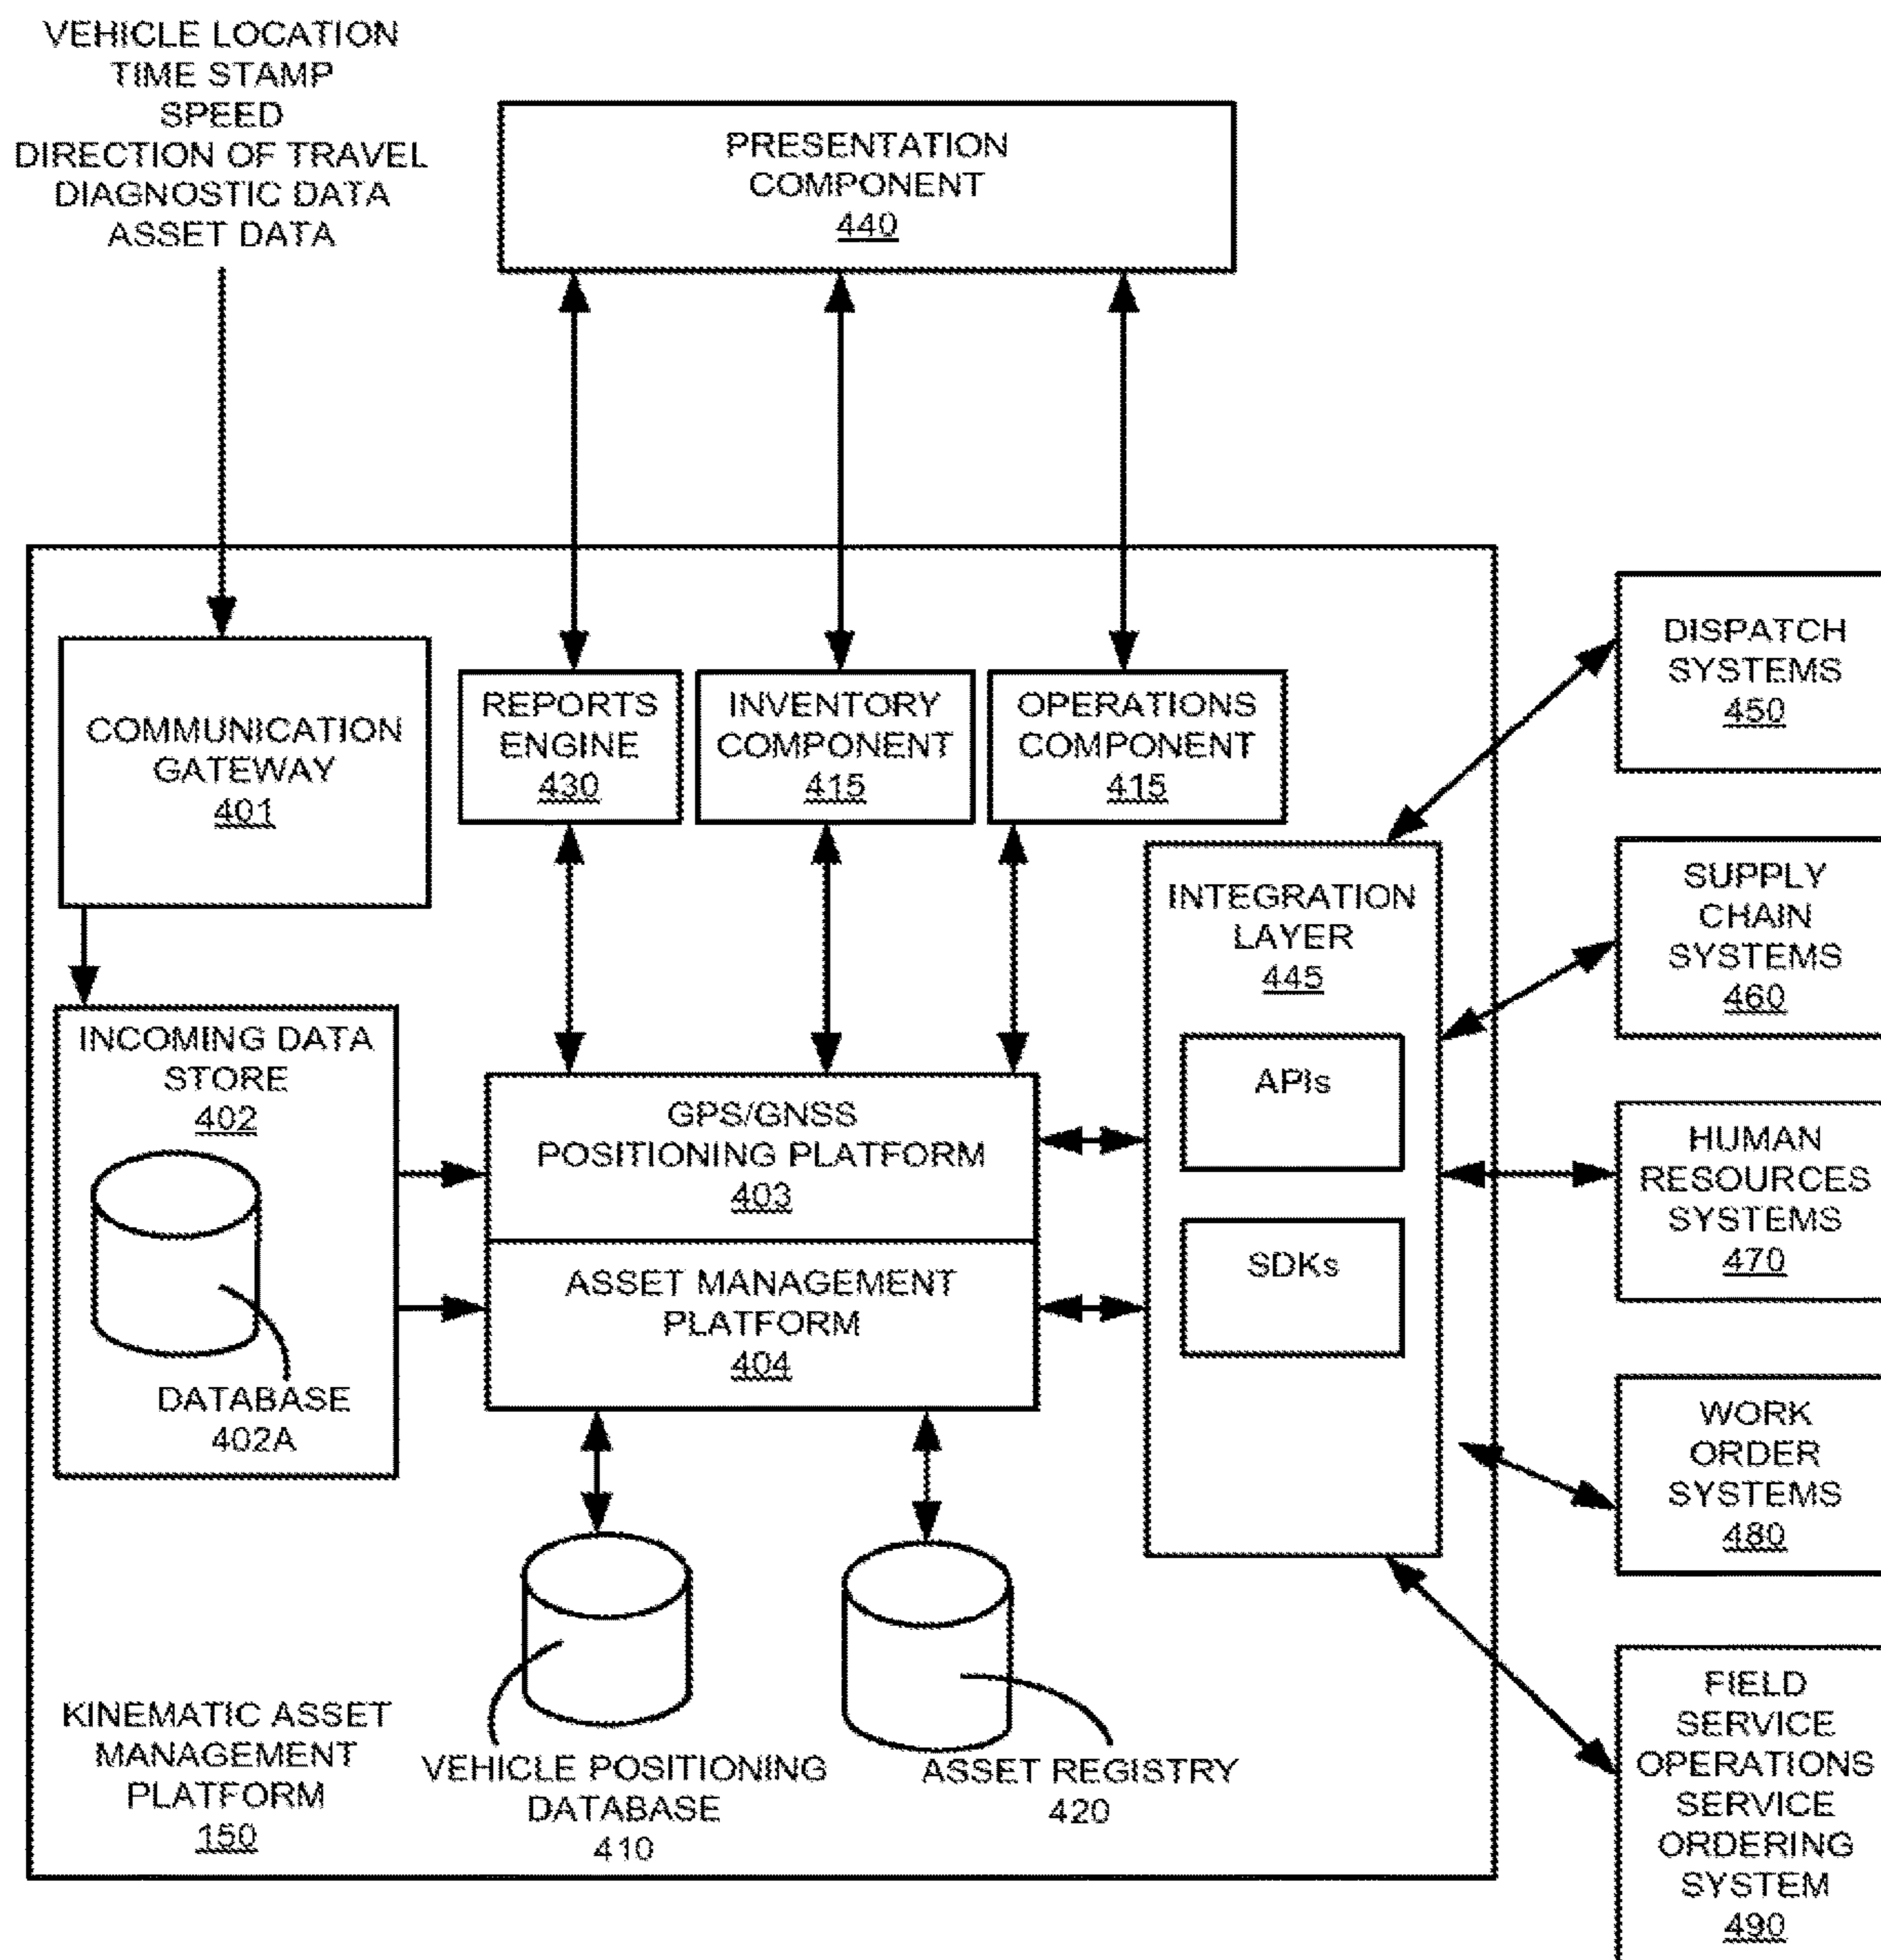 VEHICLE LOCATION
TIME STAMP
SPEED
DIRECTION OF TRAVEL
DIAGNOSTIC DATA
ASSET DATA
PRESENTATION
COMPONENT
440
COMMUNICATION
GATEWAY
401
REPORTS
ENGINE
430
INVENTORY
COMPONENT
415
OPERATIONS
COMPONENT
415
DISPATCH
SYSTEMS
450
SUPPLY
CHAIN
SYSTEMS
460
INTEGRATION
LAYER
445
APIs
SDKs
INCOMING DATA
STORE
402
DATABASE
402A
GPS/GNSS
POSITIONING PLATFORM
403
ASSET MANAGEMENT
PLATFORM
404
HUMAN
RESOURCES
SYSTEMS
470
WORK
ORDER
SYSTEMS
480
KINEMATIC ASSET
MANAGEMENT
PLATFORM
150
VEHICLE POSITIONING
DATABASE
410
ASSET REGISTRY
420
FIELD
SERVICE
OPERATIONS
SERVICE
ORDERING
SYSTEM
490